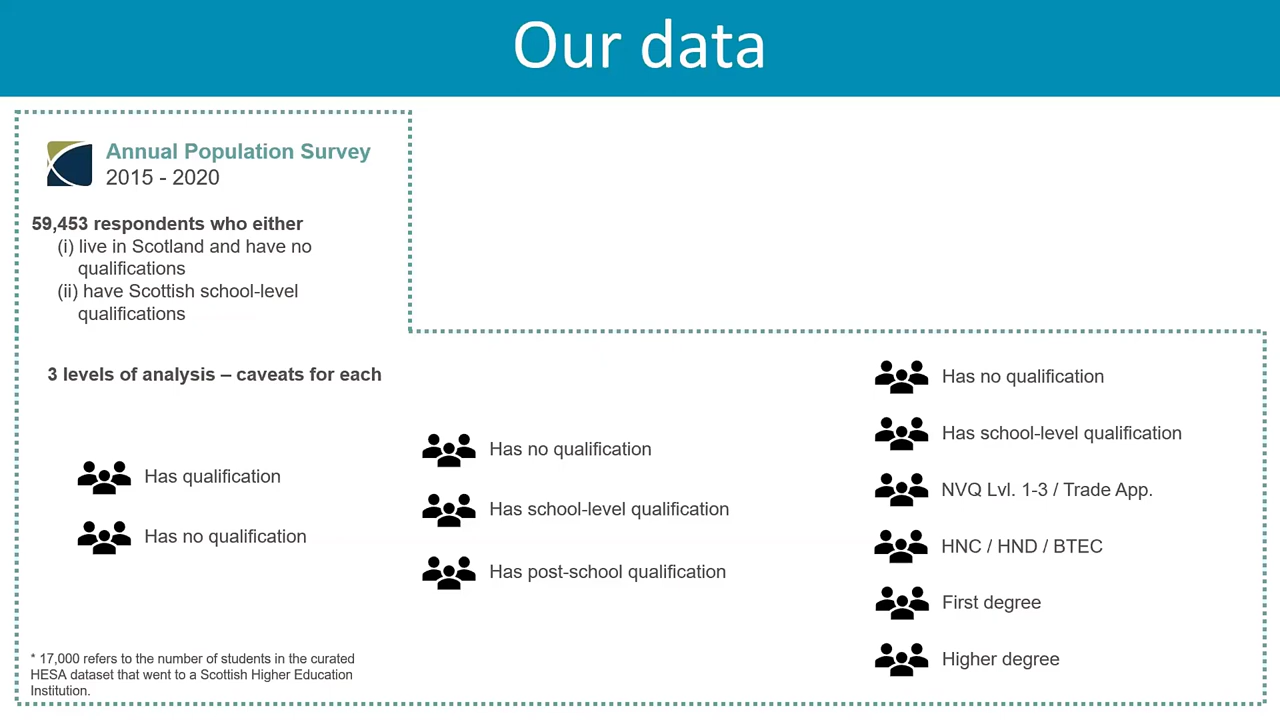 Our data
Annual Population Survey
2015 - 2020
59,453 respondents who either
(i) live in Scotland and have no
qualifications
(ii) have Scottish school-level
qualifications
3 levels of analysis – caveats for each
Has qualification
Has no qualification
Has no qualification
Has school-level qualification
Has post-school qualification
Has no qualification
Has school-level qualification
NVQ Lvl. 1-3 / Trade App.
HNC / HND / BTEC
First degree
Higher degree
* 17,000 refers to the number of students in the curated
HESA dataset that went to a Scottish Higher Education
Institution.